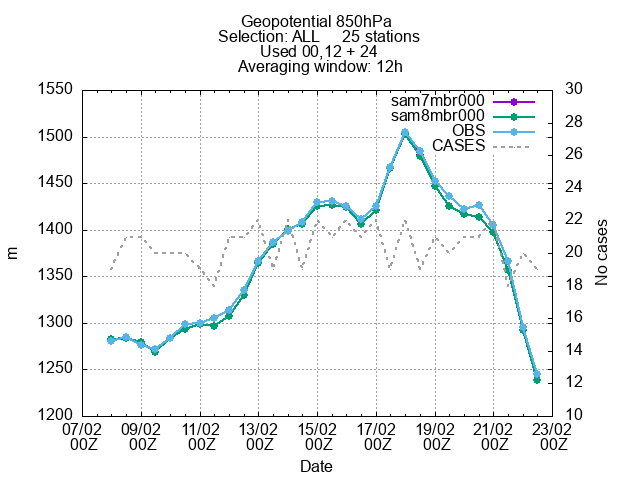 Geopotential 850hPa
Selection: ALL     25 stations
Used 00,12 + 24
Averaging window: 12h
1550
1500
1450
1400
1350
1300
1250
1200
m
30
28
26
24
22
20
18
16
14
12
10
No cases
sam7mbr000
sam8mbr000
OBS
CASES
07/02 09/02 11/02 13/02 15/02 17/02 19/02 21/02 23/02
00Z 00Z 00Z 00Z 00Z 00Z 00Z 00Z 00Z
Date